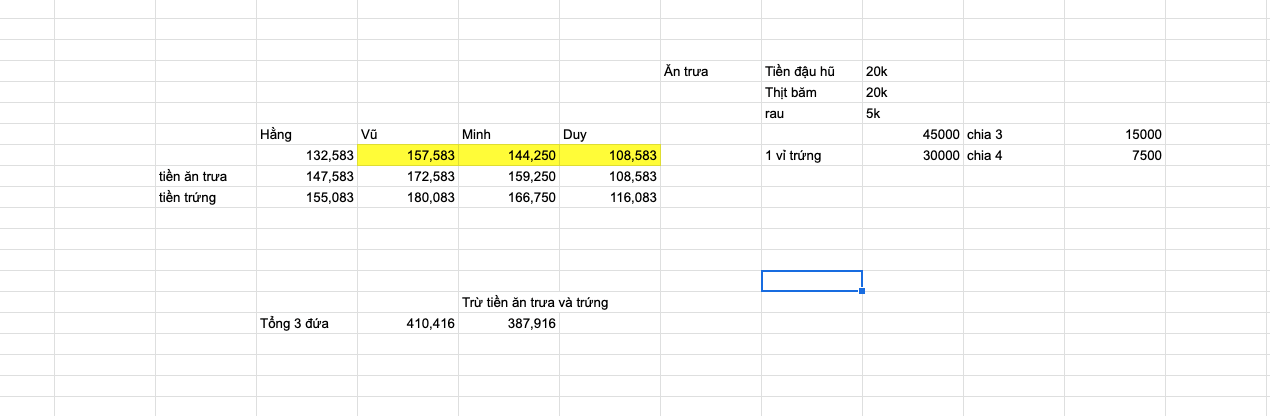 Ăn trưa Tiền đậu hũ 20k
Thịt băm 20k
rau 5k
Hằng Vũ Minh Duy 45000 chia 3 15000
132,583 157,583 144,250 108,583 1 vỉ trứng 30000 chia 4 7500
tiền ăn trưa 147,583 172,583 159,250 108,583
tiền trứng 155,083 180,083 166,750 116,083
Trừ tiền ăn trưa và trứng
Tổng 3 đứa 410,416 387,916